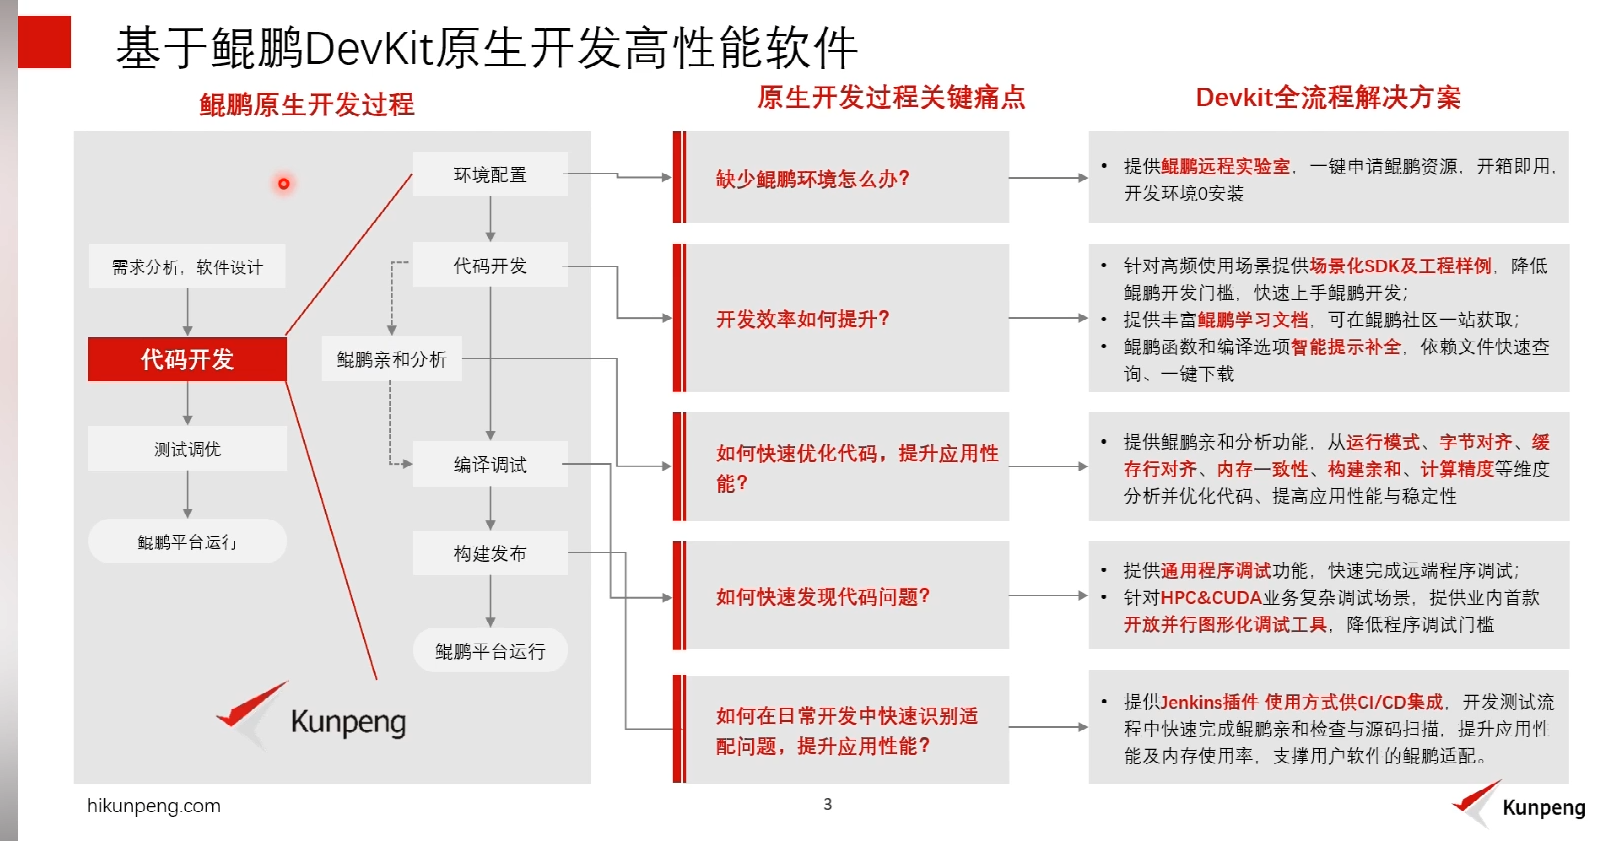 基于鲲鹏DevKit原生开发高性能软件
鲲鹏原生开发过程
原生开发过程关键痛点
Devkit全流程解决方案
需求分析，软件设计
代码开发
测试调优
鲲鹏平台运行
环境配置
代码开发
鲲鹏亲和分析
编译调试
构建发布
鲲鹏平台运行
Kunpeng
缺少鲲鹏环境怎么办？
开发效率如何提升？
如何快速优化代码，提升应用性
能？
如何快速发现代码问题？
如何在日常开发中快速识别适
配问题，提升应用性能？
• 提供鲲鹏远程实验室，一键申请鲲鹏资源，开箱即用，
开发环境0安装
• 针对高频使用场景提供场景化SDK及工程样例，降低
鲲鹏开发门槛，快速上手鲲鹏开发；
• 提供丰富鲲鹏学习文档，可在鲲鹏社区一站获取；
• 鲲鹏函数和编译选项智能提示补全，依赖文件快速查
询、一键下载
• 提供鲲鹏亲和分析功能，从运行模式、字节对齐、缓
存行对齐、内存一致性、构建亲和、计算精度等维度
分析并优化代码、提高应用性能与稳定性
• 提供通用程序调试功能，快速完成远端程序调试；
• 针对HPC&CUDA业务复杂调试场景，提供业内首款
开放并行图形化调试工具，降低程序调试门槛
• 提供Jenkins插件 使用方式供CI/CD集成，开发测试流
程中快速完成鲲鹏亲和检查与源码扫描，提升应用性
能及内存使用率，支撑用户软件的鲲鹏适配。
hikunpeng.com
3
Kunpeng